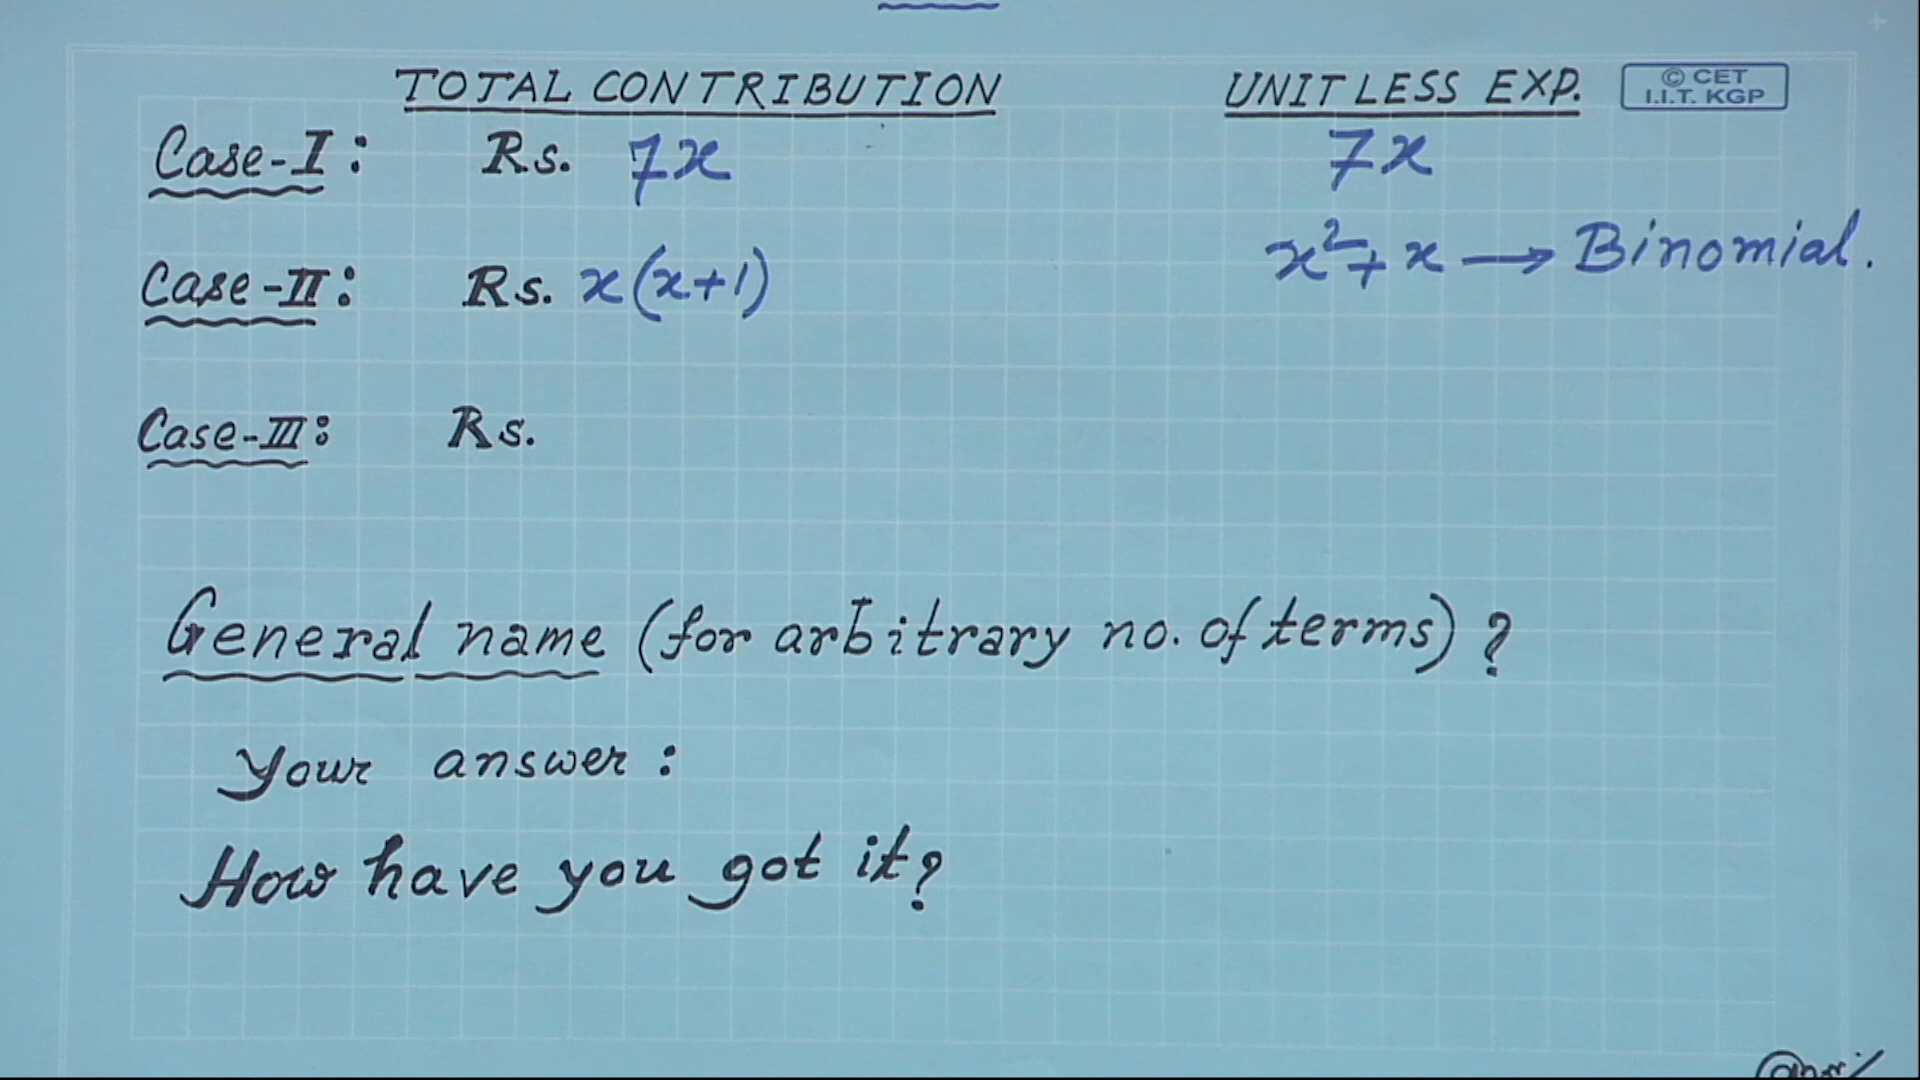 TOTAL CONTRIBUTION UNITLESS EXP. © CET
I.I.T. KGP
Case-I: Rs. 7x 7x
Case-II: Rs. x(x+1) x²+x → Binomial.
Case-III: Rs.
General name (for arbitrary no. of terms) ?
Your answer :
How have you got it?